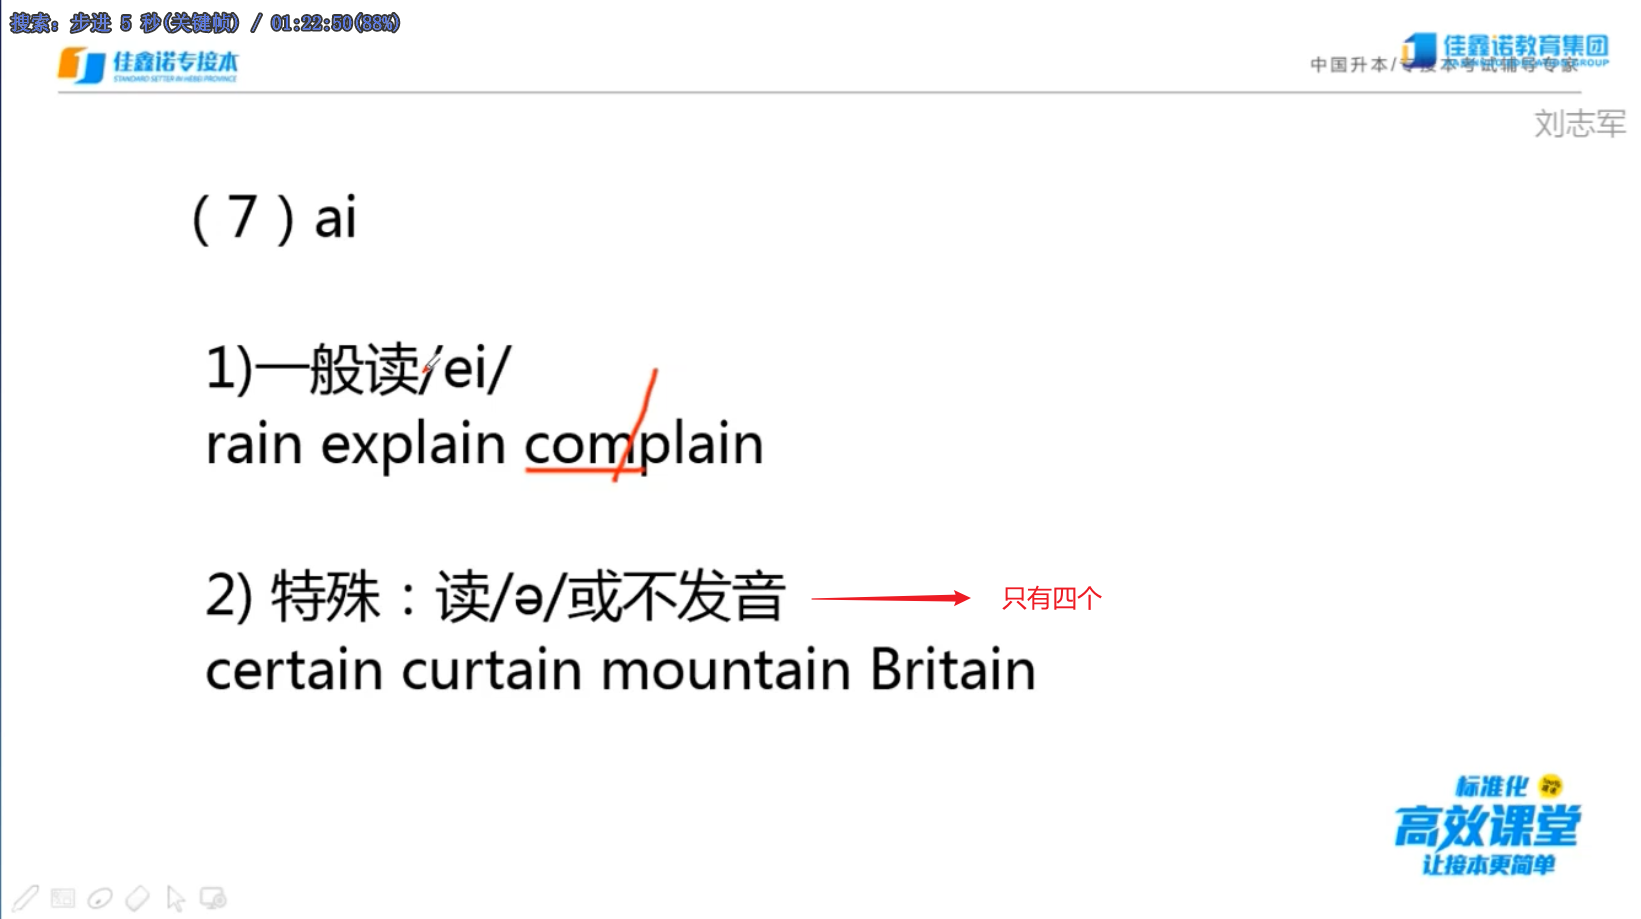 搜索: 步进 5 秒(关键帧) / 01:22:50(88%)
佳鑫诺专接本
STANDARD SETTER IN HEBEI PROVINCE
佳鑫诺教育集团
中国升本/专接本考试辅导专家
刘志军
(7) ai
1)一般读/ei/
rain explain complain
2) 特殊:读/ə/或不发音
只有四个
certain curtain mountain Britain
标准化
高效课堂
让接本更简单